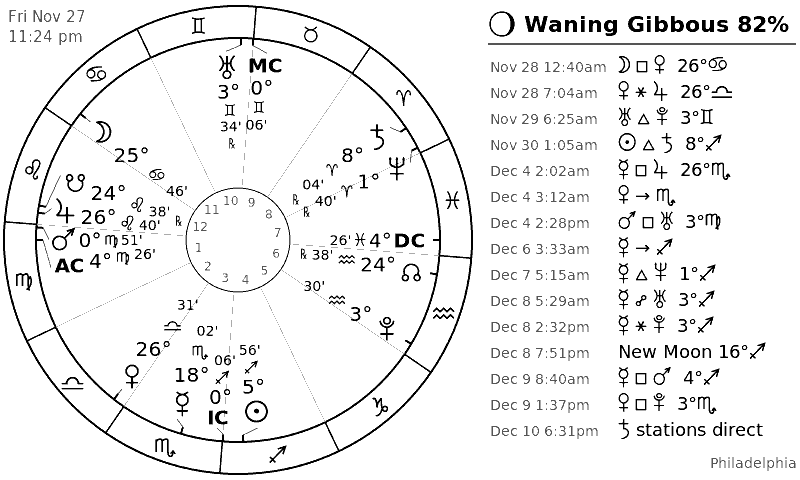 Fri Nov 27
11:24 pm
Waning Gibbous 82%
Nov 28 12:40am ☽ □ ♀ 26°♋
Nov 28 7:04am ♀ ⚹ ♃ 26°♎
Nov 29 6:25am ♅ △ ⯓ 3°♊
Nov 30 1:05am ☉ △ ♄ 8°♐
Dec 4 2:02am ☿ □ ♃ 26°♏
Dec 4 3:12am ♀ → ♏
Dec 4 2:28pm ♂ □ ♅ 3°♍
Dec 6 3:33am ☿ → ♐
Dec 7 5:15am ☿ △ ♆ 1°♐
Dec 8 5:29am ☿ ☍ ♅ 3°♐
Dec 8 2:32pm ☿ ⚹ ⯓ 3°♐
Dec 8 7:51pm New Moon 16°♐
Dec 9 8:40am ☿ □ ♂ 4°♐
Dec 9 1:37pm ♀ □ ⯓ 3°♏
Dec 10 6:31pm ♄ stations direct
Philadelphia
♅ 3° ♊ 34' ℞
MC 0° ♊ 06'
☽ 25° ♋ 46'
☋ 24° ♌ 38' ℞
♃ 26° ♌ 40'
♂ 0° ♍ 51'
AC 4° ♍ 26'
♄ 8° ♈ 04' ℞
♆ 1° ♈ 40' ℞
DC 4° ♓ 26'
☊ 24° ♒ 38' ℞
⯓ 3° ♒ 30'
♀ 26° ♎ 31'
☿ 18° ♏ 02'
IC 0° ♐ 06'
☉ 5° ♐ 56'
♈ ♉ ♊ ♋ ♌ ♍ ♎ ♏ ♐ ♑ ♒ ♓
1 2 3 4 5 6 7 8 9 10 11 12